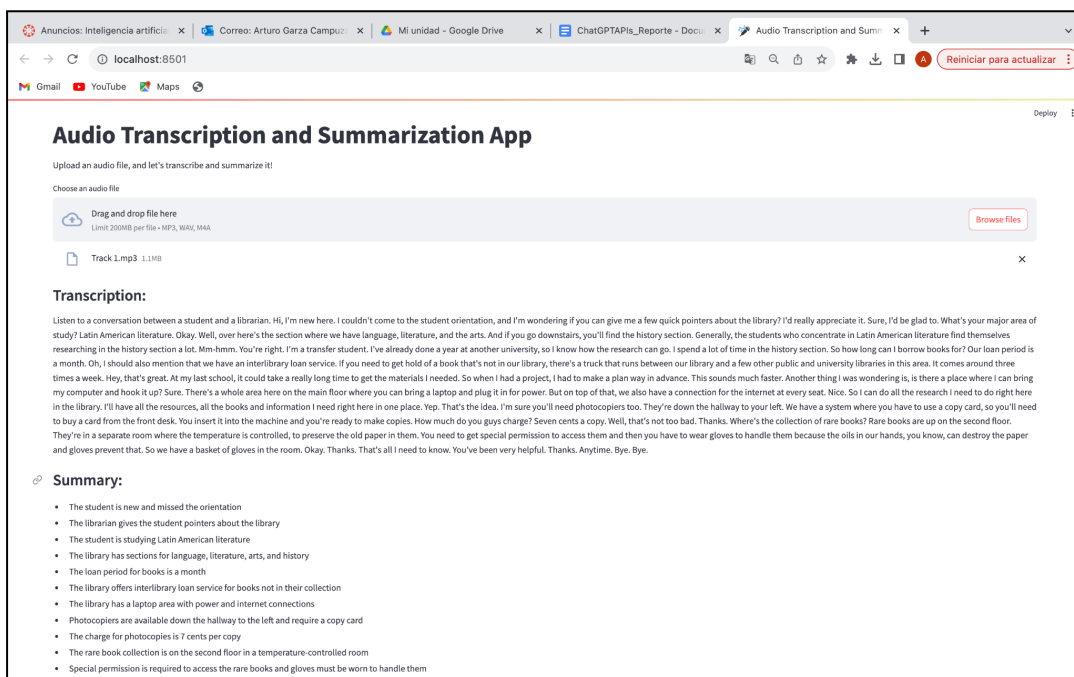 Anuncios: Inteligencia artificia
Correo: Arturo Garza Campuz
Mi unidad - Google Drive
ChatGPTAPIs_Reporte - Docu
Audio Transcription and Summ
localhost:8501
A
Reiniciar para actualizar
Gmail
YouTube
Maps
Deploy
Audio Transcription and Summarization App
Upload an audio file, and let's transcribe and summarize it!
Choose an audio file
Drag and drop file here
Limit 200MB per file • MP3, WAV, M4A
Browse files
Track 1.mp3 1.1MB
Transcription:
Listen to a conversation between a student and a librarian. Hi, I'm new here. I couldn't come to the student orientation, and I'm wondering if you can give me a few quick pointers about the library? I'd really appreciate it. Sure, I'd be glad to. What's your major area of
study? Latin American literature. Okay. Well, over here's the section where we have language, literature, and the arts. And if you go downstairs, you'll find the history section. Generally, the students who concentrate in Latin American literature find themselves
researching in the history section a lot. Mm-hmm. You're right. I'm a transfer student. I've already done a year at another university, so I know how the research can go. I spend a lot of time in the history section. So how long can I borrow books for? Our loan period is
a month. Oh, I should also mention that we have an interlibrary loan service. If you need to get hold of a book that's not in our library, there's a truck that runs between our library and a few other public and university libraries in this area. It comes around three
times a week. Hey, that's great. At my last school, it could take a really long time to get the materials I needed. So when I had a project, I had to make a plan way in advance. This sounds much faster. Another thing I was wondering is, is there a place where I can bring
my computer and hook it up? Sure. There's a whole area here on the main floor where you can bring a laptop and plug it in for power. But on top of that, we also have a connection for the internet at every seat. Nice. So I can do all the research I need to do right here
in the library. I'll have all the resources, all the books and information I need right here in one place. Yep. That's the idea. I'm sure you'll need photocopiers too. They're down the hallway to your left. We have a system where you have to use a copy card, so you'll need
to buy a card from the front desk. You insert it into the machine and you're ready to make copies. How much do you guys charge? Seven cents a copy. Well, that's not too bad. Thanks. Where's the collection of rare books? Rare books are up on the second floor.
They're in a separate room where the temperature is controlled, to preserve the old paper in them. You need to get special permission to access them and then you have to wear gloves to handle them because the oils in our hands, you know, can destroy the paper
and gloves prevent that. So we have a basket of gloves in the room. Okay. Thanks. That's all I need to know. You've been very helpful. Thanks. Anytime. Bye. Bye.
Summary:
• The student is new and missed the orientation
• The librarian gives the student pointers about the library
• The student is studying Latin American literature
• The library has sections for language, literature, arts, and history
• The loan period for books is a month
• The library offers interlibrary loan service for books not in their collection
• The library has a laptop area with power and internet connections
• Photocopiers are available down the hallway to the left and require a copy card
• The charge for photocopies is 7 cents per copy
• The rare book collection is on the second floor in a temperature-controlled room
• Special permission is required to access the rare books and gloves must be worn to handle them